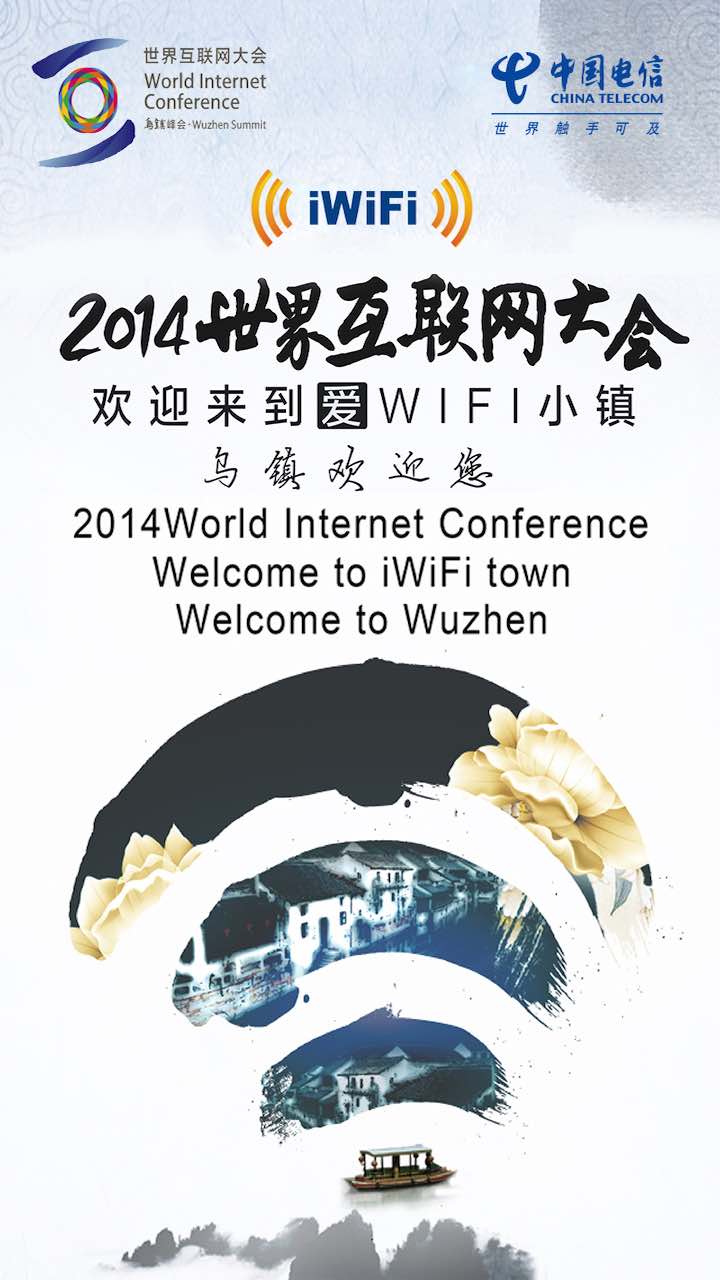 世界互联网大会
World Internet
Conference
乌镇峰会·Wuzhen Summit
中国电信
CHINA TELECOM
世界触手可及
iWiFi
2014世界互联网大会
欢迎来到爱WIFI小镇
乌镇欢迎您
2014World Internet Conference
Welcome to iWiFi town
Welcome to Wuzhen